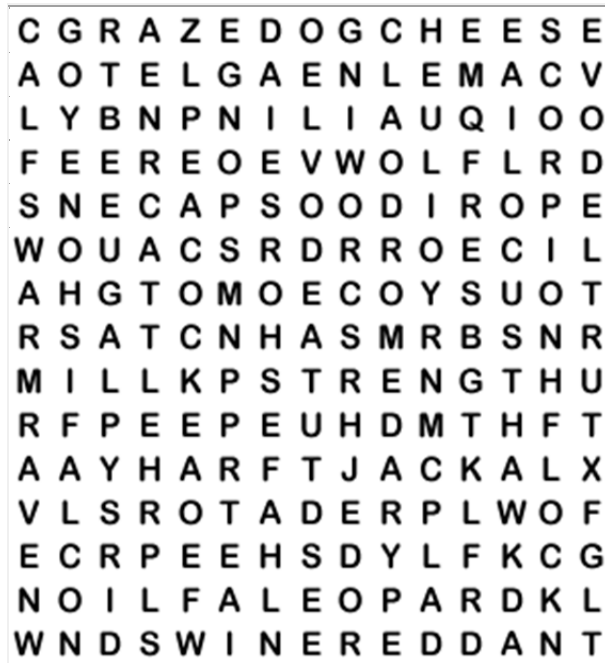 C G R A Z E D O G C H E E S E
A O T E L G A E N L E M A C V
L Y B N P N I L I A U Q I O O
F E E R E O E V W O L F L R D
S N E C A P S O O D I R O P E
W O U A C S R D R R O E C I L
A H G T O M O E C O Y S U O T
R S A T C N H A S M R B S N R
M I L L K P S T R E N G T H U
R F P E E P E U H D M T H F T
A A Y H A R F T J A C K A L X
V L S R O T A D E R P L W O F
E C R P E E H S D Y L F K C G
N O I L F A L E O P A R D K L
W N D S W I N E R E D D A N T